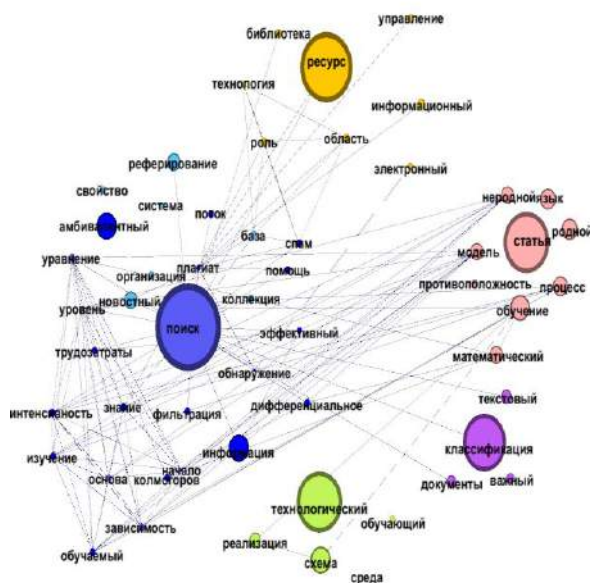 управление
библиотека
ресурс
технология
информационный
роль
область
электронный
реферирование
свойство
система
поток
амбивалентный
неродной
язык
родной
статья
база
спам
уравнение
плагиат
модель
организация
помощь
уровень
новостный
коллекция
противоположность
процесс
обучение
поиск
эффективный
трудозатраты
математический
обнаружение
текстовый
интенсивность
знание
фильтрация
дифференциальное
информация
классификация
изучение
начало
основа
колмогоров
документы
важный
технологический
зависимость
обучающий
обучаемый
реализация
схема
среда